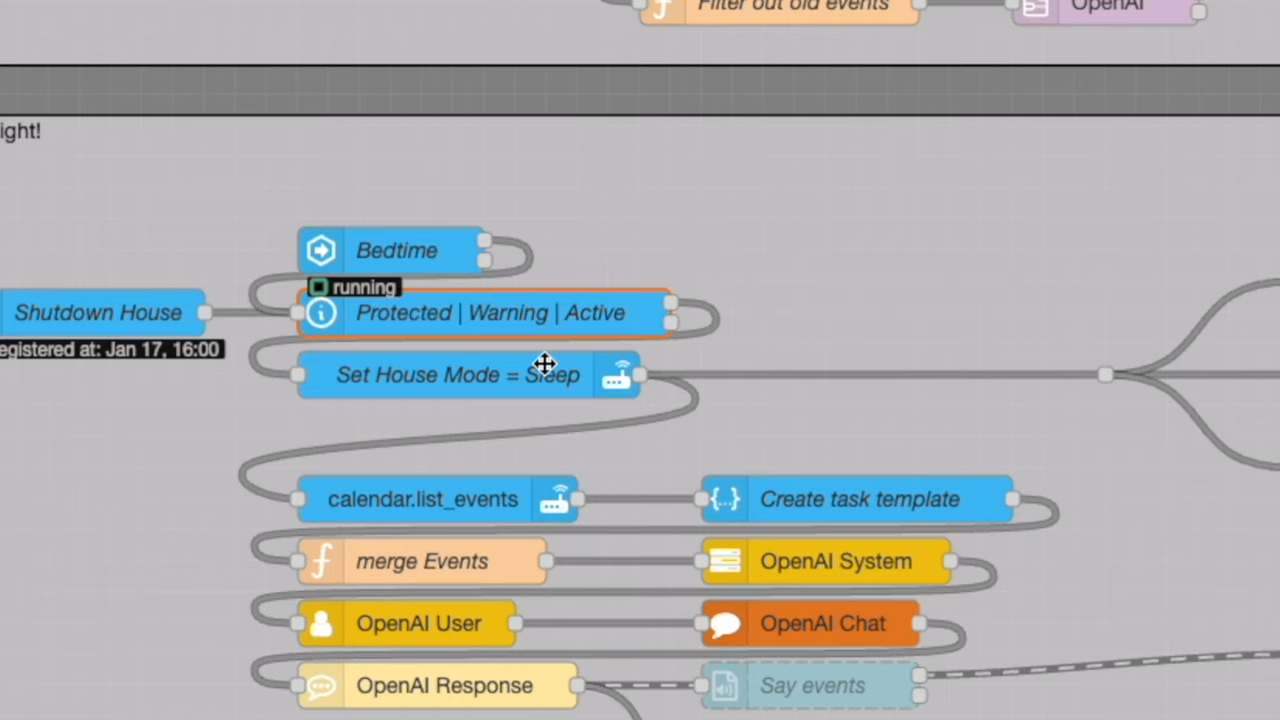 Filter out old events
OpenAI
ight!
Bedtime
running
Shutdown House
Protected | Warning | Active
egistered at: Jan 17, 16:00
Set House Mode = Sleep
calendar.list_events
Create task template
merge Events
OpenAI System
OpenAI User
OpenAI Chat
OpenAI Response
Say events